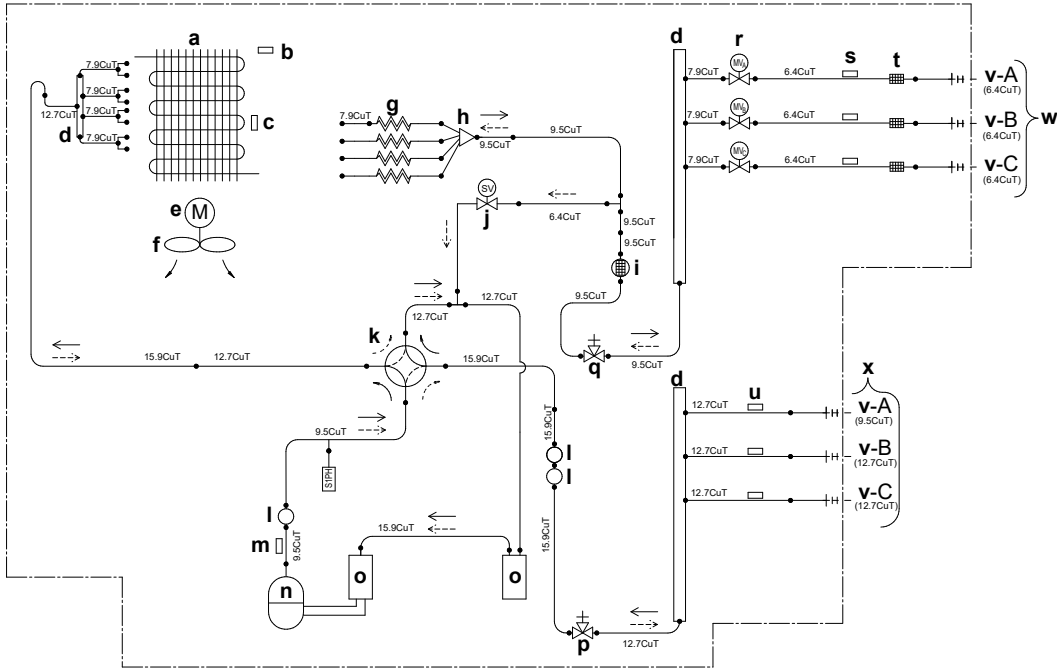 a
b
7.9CuT
7.9CuT
7.9CuT
7.9CuT
12.7CuT
d
c
e M
f
7.9CuT
g
h
9.5CuT
9.5CuT
SV
j
6.4CuT
9.5CuT
9.5CuT
i
9.5CuT
q
9.5CuT
d
r
7.9CuT
MVA
6.4CuT
s
t
v-A
(6.4CuT)
7.9CuT
MVB
6.4CuT
v-B
(6.4CuT)
w
7.9CuT
MVC
6.4CuT
v-C
(6.4CuT)
12.7CuT
12.7CuT
k
15.9CuT
12.7CuT
15.9CuT
9.5CuT
S1PH
l
m
9.5CuT
n
15.9CuT
o
o
15.9CuT
l
l
15.9CuT
p
12.7CuT
d
x
12.7CuT
u
v-A
(9.5CuT)
12.7CuT
v-B
(12.7CuT)
12.7CuT
v-C
(12.7CuT)